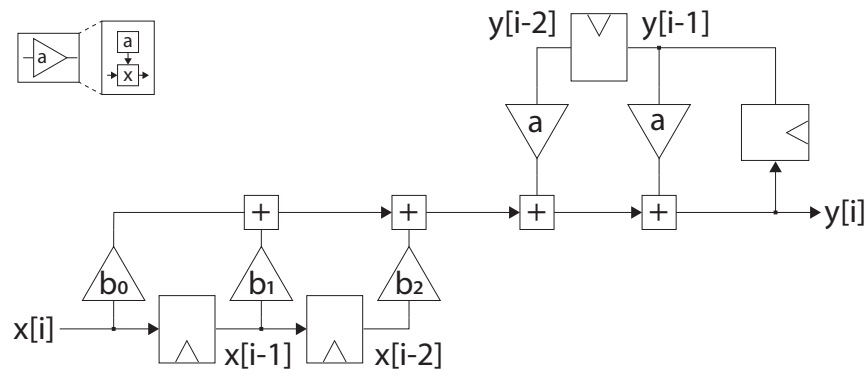 y[i-2]
y[i-1]
a
a
x
a
a
+
+
+
+
y[i]
b₀
b₁
b₂
x[i]
x[i-1]
x[i-2]